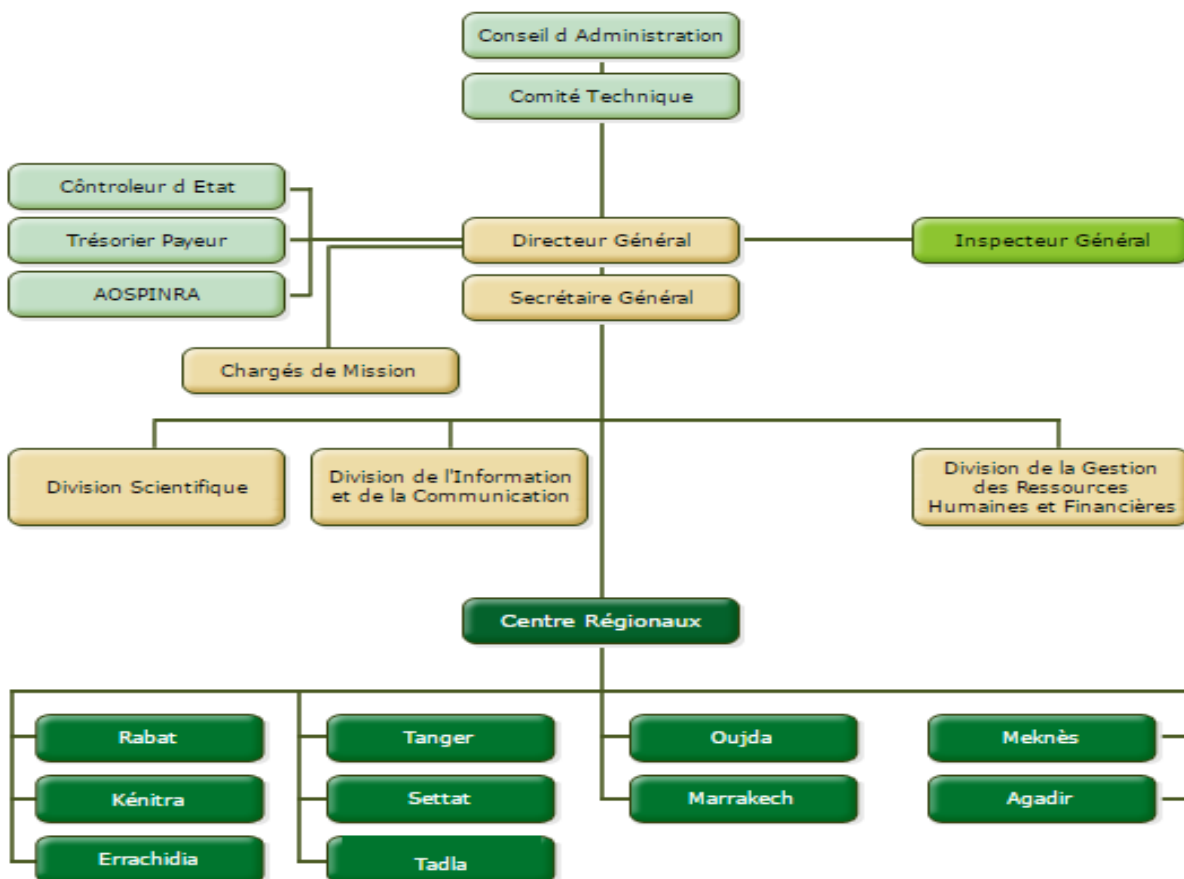 Conseil d Administration
Comité Technique
Côntroleur d Etat
Trésorier Payeur
Directeur Général
Inspecteur Général
AOSPINRA
Secrétaire Général
Chargés de Mission
Division Scientifique
Division de l'Information
et de la Communication
Division de la Gestion
des Ressources
Humaines et Financières
Centre Régionaux
Rabat
Tanger
Oujda
Meknès
Kénitra
Settat
Marrakech
Agadir
Errachidia
Tadla